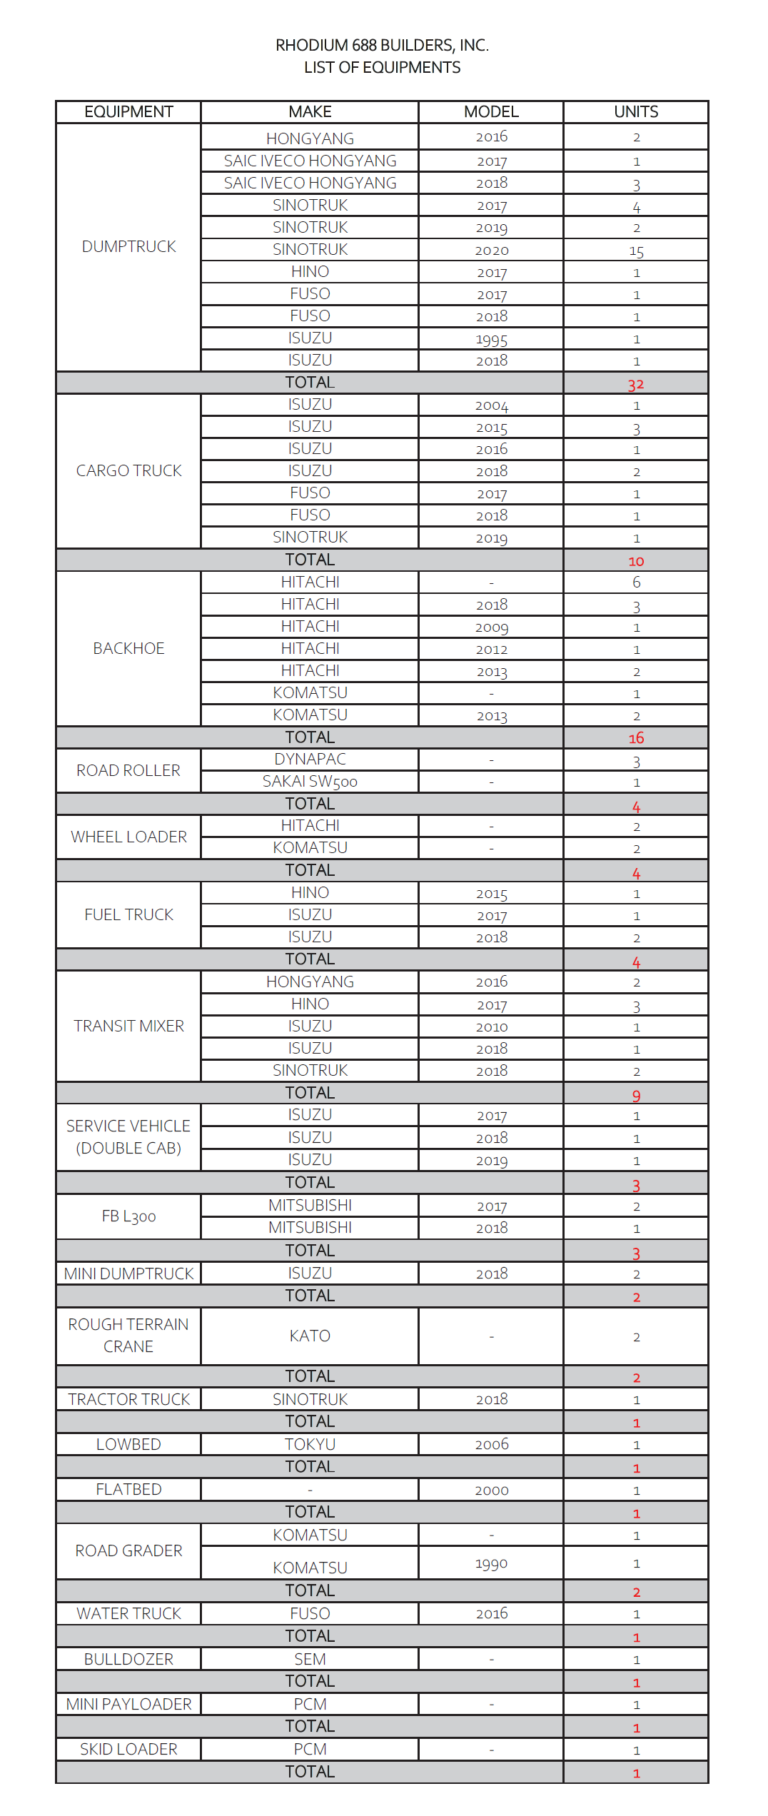 RHODIUM 688 BUILDERS, INC.
LIST OF EQUIPMENTS
EQUIPMENT MAKE MODEL UNITS
DUMPTRUCK
HONGYANG 2016 2
SAIC IVECO HONGYANG 2017 1
SAIC IVECO HONGYANG 2018 3
SINOTRUK 2017 4
SINOTRUK 2019 2
SINOTRUK 2020 15
HINO 2017 1
FUSO 2017 1
FUSO 2018 1
ISUZU 1995 1
ISUZU 2018 1
TOTAL 32
CARGO TRUCK
ISUZU 2004 1
ISUZU 2015 3
ISUZU 2016 1
ISUZU 2018 2
FUSO 2017 1
FUSO 2018 1
SINOTRUK 2019 1
TOTAL 10
BACKHOE
HITACHI - 6
HITACHI 2018 3
HITACHI 2009 1
HITACHI 2012 1
HITACHI 2013 2
KOMATSU - 1
KOMATSU 2013 2
TOTAL 16
ROAD ROLLER
DYNAPAC - 3
SAKAI SW500 - 1
TOTAL 4
WHEEL LOADER
HITACHI - 2
KOMATSU - 2
TOTAL 4
FUEL TRUCK
HINO 2015 1
ISUZU 2017 1
ISUZU 2018 2
TOTAL 4
TRANSIT MIXER
HONGYANG 2016 2
HINO 2017 3
ISUZU 2010 1
ISUZU 2018 1
SINOTRUK 2018 2
TOTAL 9
SERVICE VEHICLE
(DOUBLE CAB)
ISUZU 2017 1
ISUZU 2018 1
ISUZU 2019 1
TOTAL 3
FB L300
MITSUBISHI 2017 2
MITSUBISHI 2018 1
TOTAL 3
MINI DUMPTRUCK ISUZU 2018 2
TOTAL 2
ROUGH TERRAIN
CRANE
KATO - 2
TOTAL 2
TRACTOR TRUCK SINOTRUK 2018 1
TOTAL 1
LOWBED TOKYU 2006 1
TOTAL 1
FLATBED - 2000 1
TOTAL 1
ROAD GRADER
KOMATSU - 1
KOMATSU 1990 1
TOTAL 2
WATER TRUCK FUSO 2016 1
TOTAL 1
BULLDOZER SEM - 1
TOTAL 1
MINI PAYLOADER PCM - 1
TOTAL 1
SKID LOADER PCM - 1
TOTAL 1